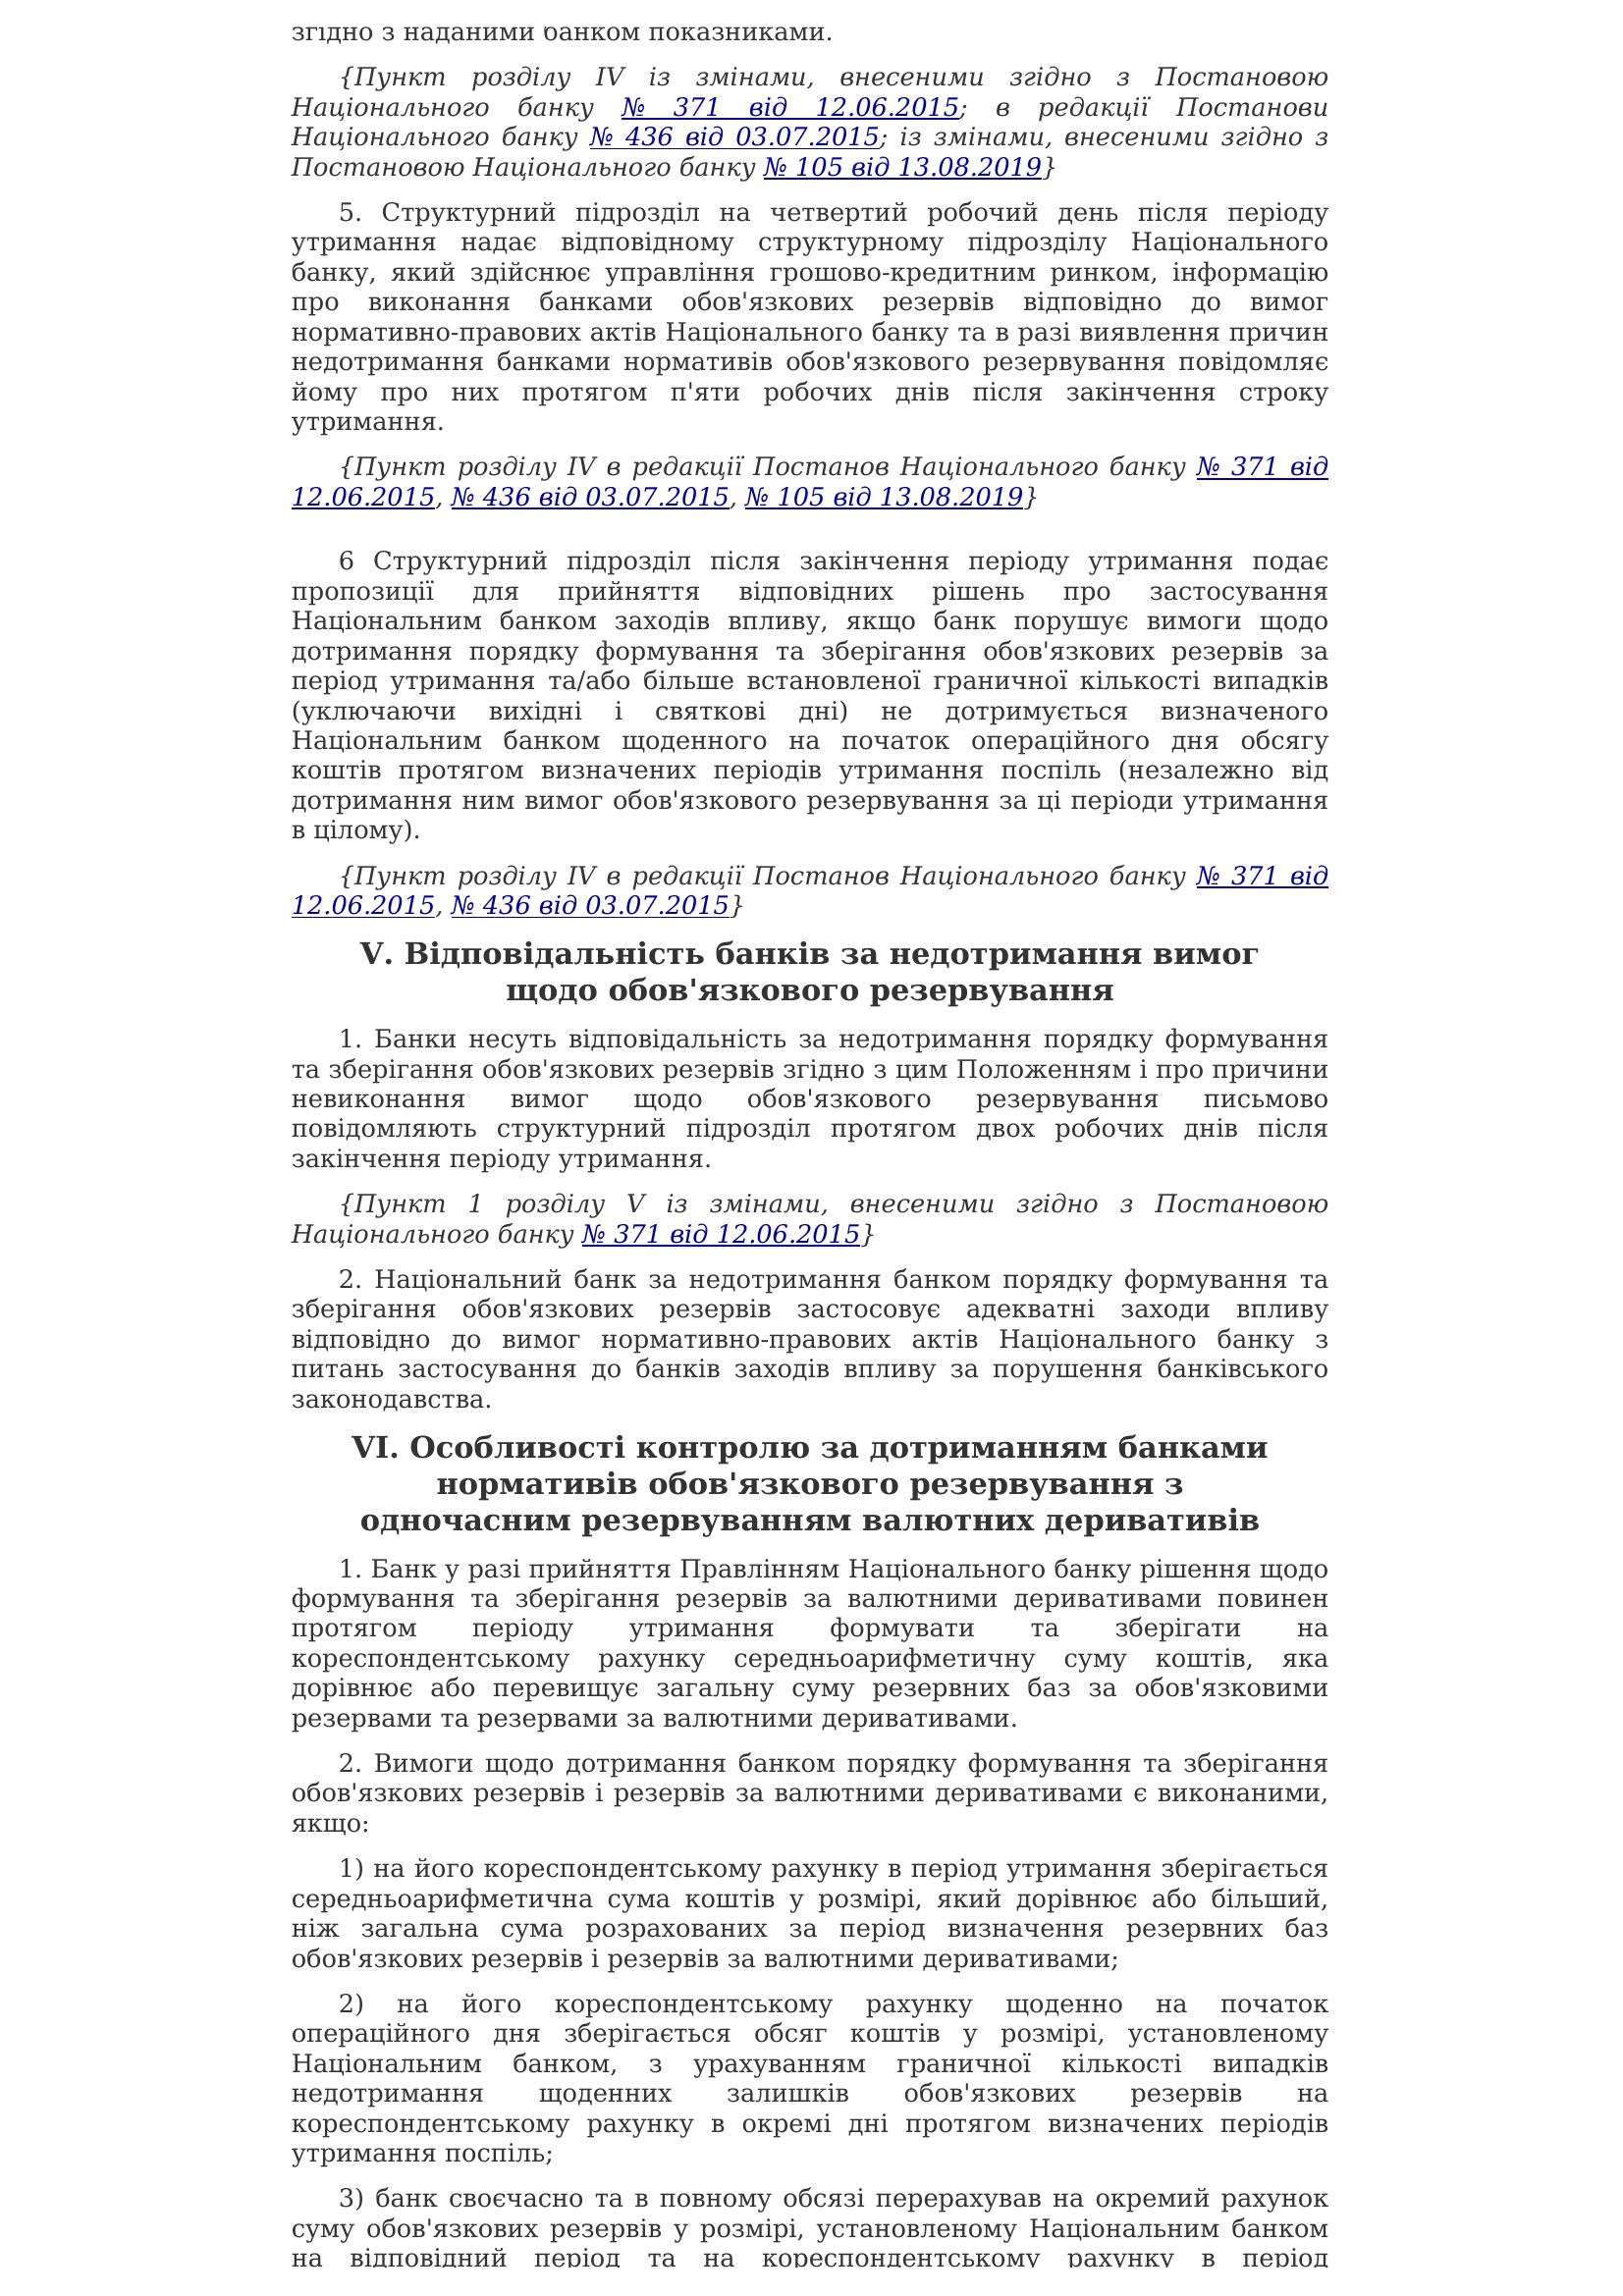 згідно з наданими банком показниками.
{Пункт розділу IV із змінами, внесеними згідно з Постановою
Національного банку № 371 від 12.06.2015; в редакції Постанови
Національного банку № 436 від 03.07.2015; із змінами, внесеними згідно з
Постановою Національного банку № 105 від 13.08.2019}
5. Структурний підрозділ на четвертий робочий день після періоду
утримання надає відповідному структурному підрозділу Національного
банку, який здійснює управління грошово-кредитним ринком, інформацію
про виконання банками обов'язкових резервів відповідно до вимог
нормативно-правових актів Національного банку та в разі виявлення причин
недотримання банками нормативів обов'язкового резервування повідомляє
йому про них протягом п'яти робочих днів після закінчення строку
утримання.
{Пункт розділу IV в редакції Постанов Національного банку № 371 від
12.06.2015, № 436 від 03.07.2015, № 105 від 13.08.2019}
6 Структурний підрозділ після закінчення періоду утримання подає
пропозиції для прийняття відповідних рішень про застосування
Національним банком заходів впливу, якщо банк порушує вимоги щодо
дотримання порядку формування та зберігання обов'язкових резервів за
період утримання та/або більше встановленої граничної кількості випадків
(уключаючи вихідні і святкові дні) не дотримується визначеного
Національним банком щоденного на початок операційного дня обсягу
коштів протягом визначених періодів утримання поспіль (незалежно від
дотримання ним вимог обов'язкового резервування за ці періоди утримання
в цілому).
{Пункт розділу IV в редакції Постанов Національного банку № 371 від
12.06.2015, № 436 від 03.07.2015}
V. Відповідальність банків за недотримання вимог
щодо обов'язкового резервування
1. Банки несуть відповідальність за недотримання порядку формування
та зберігання обов'язкових резервів згідно з цим Положенням і про причини
невиконання вимог щодо обов'язкового резервування письмово
повідомляють структурний підрозділ протягом двох робочих днів після
закінчення періоду утримання.
{Пункт 1 розділу V із змінами, внесеними згідно з Постановою
Національного банку № 371 від 12.06.2015}
2. Національний банк за недотримання банком порядку формування та
зберігання обов'язкових резервів застосовує адекватні заходи впливу
відповідно до вимог нормативно-правових актів Національного банку з
питань застосування до банків заходів впливу за порушення банківського
законодавства.
VI. Особливості контролю за дотриманням банками
нормативів обов'язкового резервування з
одночасним резервуванням валютних деривативів
1. Банк у разі прийняття Правлінням Національного банку рішення щодо
формування та зберігання резервів за валютними деривативами повинен
протягом періоду утримання формувати та зберігати на
кореспондентському рахунку середньоарифметичну суму коштів, яка
дорівнює або перевищує загальну суму резервних баз за обов'язковими
резервами та резервами за валютними деривативами.
2. Вимоги щодо дотримання банком порядку формування та зберігання
обов'язкових резервів і резервів за валютними деривативами є виконаними,
якщо:
1) на його кореспондентському рахунку в період утримання зберігається
середньоарифметична сума коштів у розмірі, який дорівнює або більший,
ніж загальна сума розрахованих за період визначення резервних баз
обов'язкових резервів і резервів за валютними деривативами;
2) на його кореспондентському рахунку щоденно на початок
операційного дня зберігається обсяг коштів у розмірі, установленому
Національним банком, з урахуванням граничної кількості випадків
недотримання щоденних залишків обов'язкових резервів на
кореспондентському рахунку в окремі дні протягом визначених періодів
утримання поспіль;
3) банк своєчасно та в повному обсязі перерахував на окремий рахунок
суму обов'язкових резервів у розмірі, установленому Національним банком
на відповідний період та на кореспондентському рахунку в період